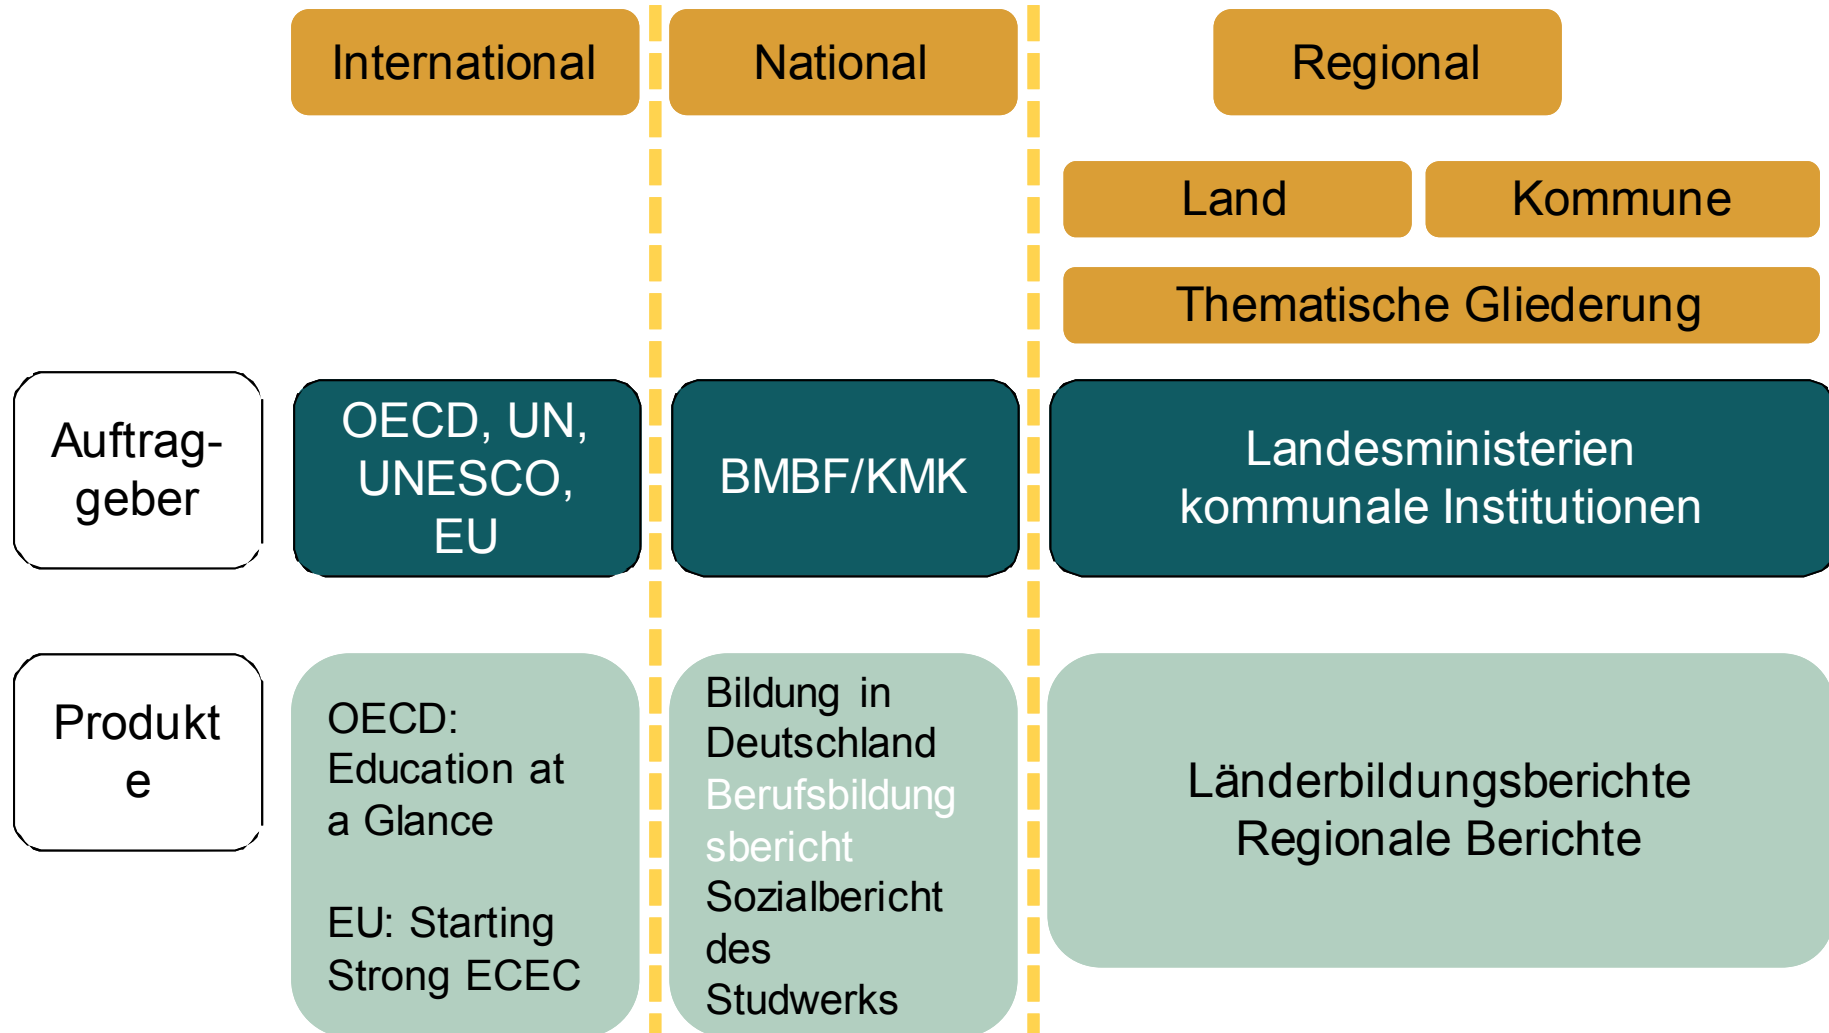 International
National
Regional
Land
Kommune
Thematische Gliederung
Auftrag-
geber
OECD, UN,
UNESCO,
EU
BMBF/KMK
Landesministerien
kommunale Institutionen
Produkt
e
OECD:
Education at
a Glance
EU: Starting
Strong ECEC
Bildung in
Deutschland
Berufsbildung
sbericht
Sozialbericht
des
Studwerks
Länderbildungsberichte
Regionale Berichte